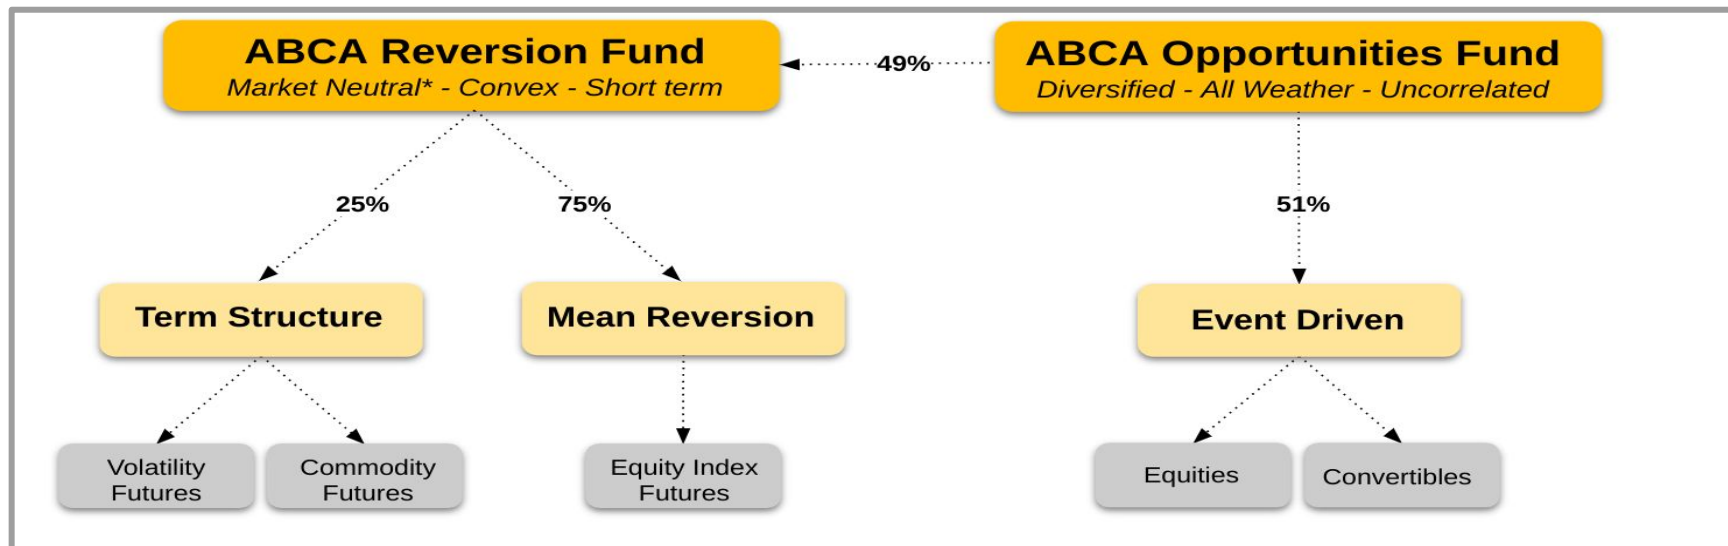 ABCA Reversion Fund
Market Neutral* - Convex - Short term
49%
ABCA Opportunities Fund
Diversified - All Weather - Uncorrelated
25%
75%
51%
Term Structure
Mean Reversion
Event Driven
Volatility
Futures
Commodity
Futures
Equity Index
Futures
Equities
Convertibles